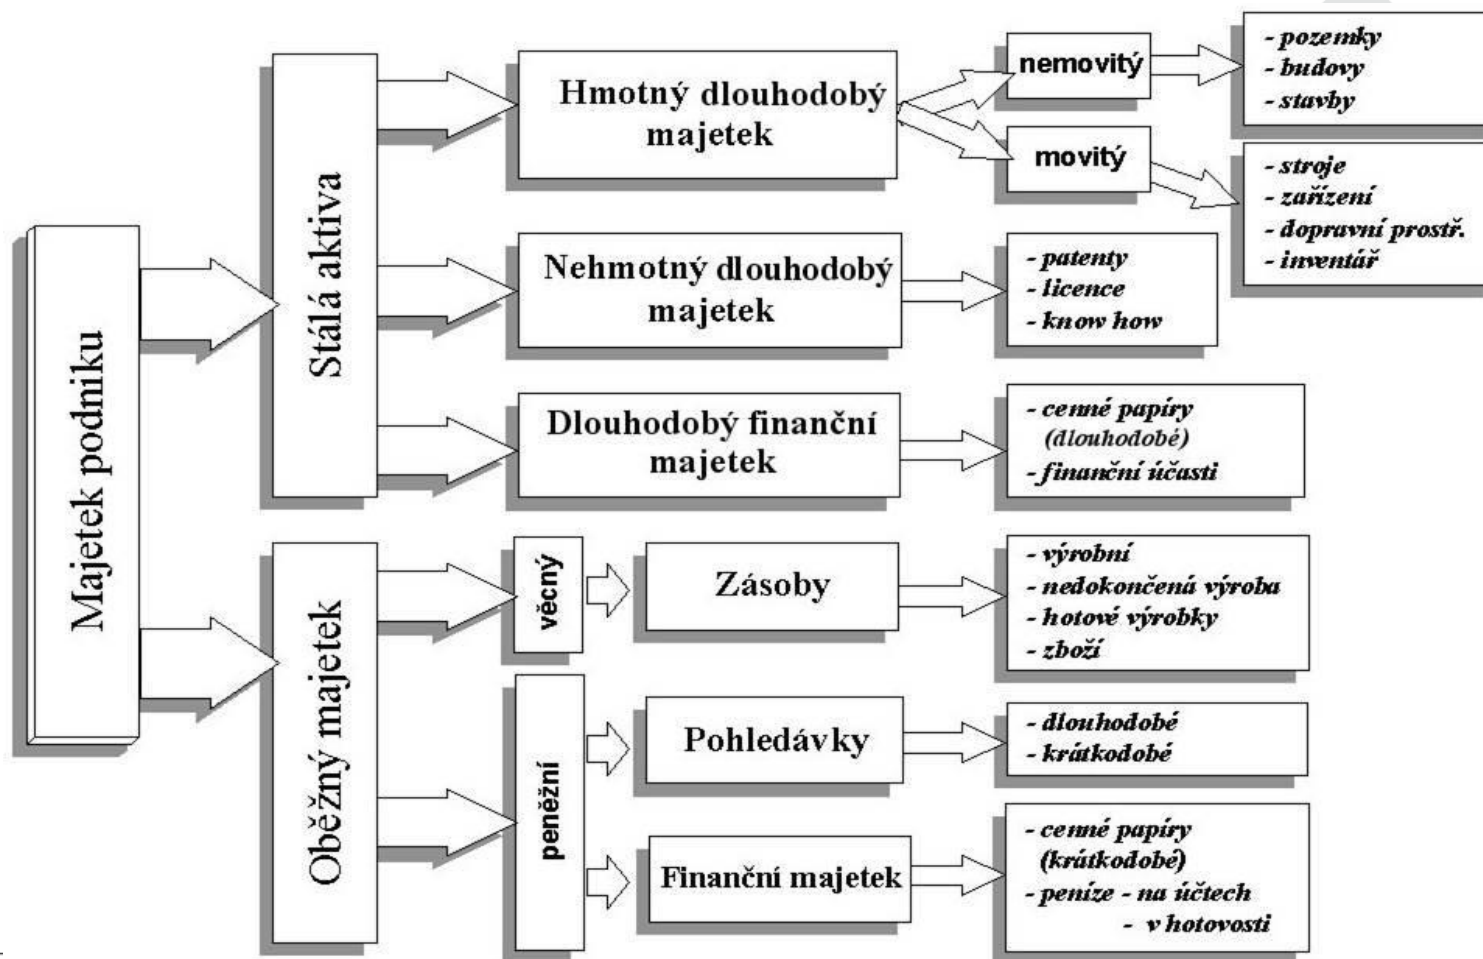 Majetek podniku
Stálá aktiva
Hmotný dlouhodobý
majetek
nemovitý
- pozemky
- budovy
- stavby
movitý
- stroje
- zařízení
- dopravní prostř.
- inventář
Nehmotný dlouhodobý
majetek
- patenty
- licence
- know how
Dlouhodobý finanční
majetek
- cenné papíry
(dlouhodobé)
- finanční účasti
Oběžný majetek
věcný
Zásoby
- výrobní
- nedokončená výroba
- hotové výrobky
- zboží
peněžní
Pohledávky
- dlouhodobé
- krátkodobé
Finanční majetek
- cenné papíry
(krátkodobé)
- peníze - na účtech
- v hotovosti